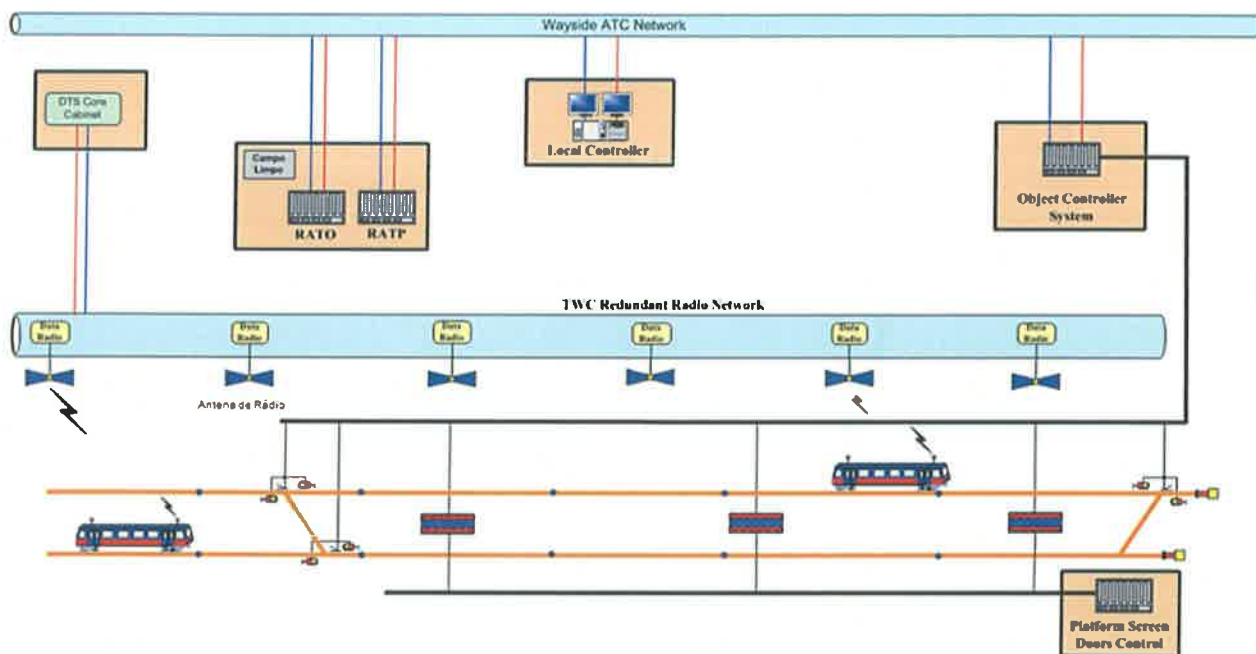 Wayside ATC Network
DTS Core
Cabinet
Campo
Limpo
RATO
RATP
Local Controller
Object Controller
System
TWC Redundant Radio Network
Data
Radio
Data
Radio
Data
Radio
Data
Radio
Data
Radio
Data
Radio
Antena de Rádio
Platform Screen
Doors Control